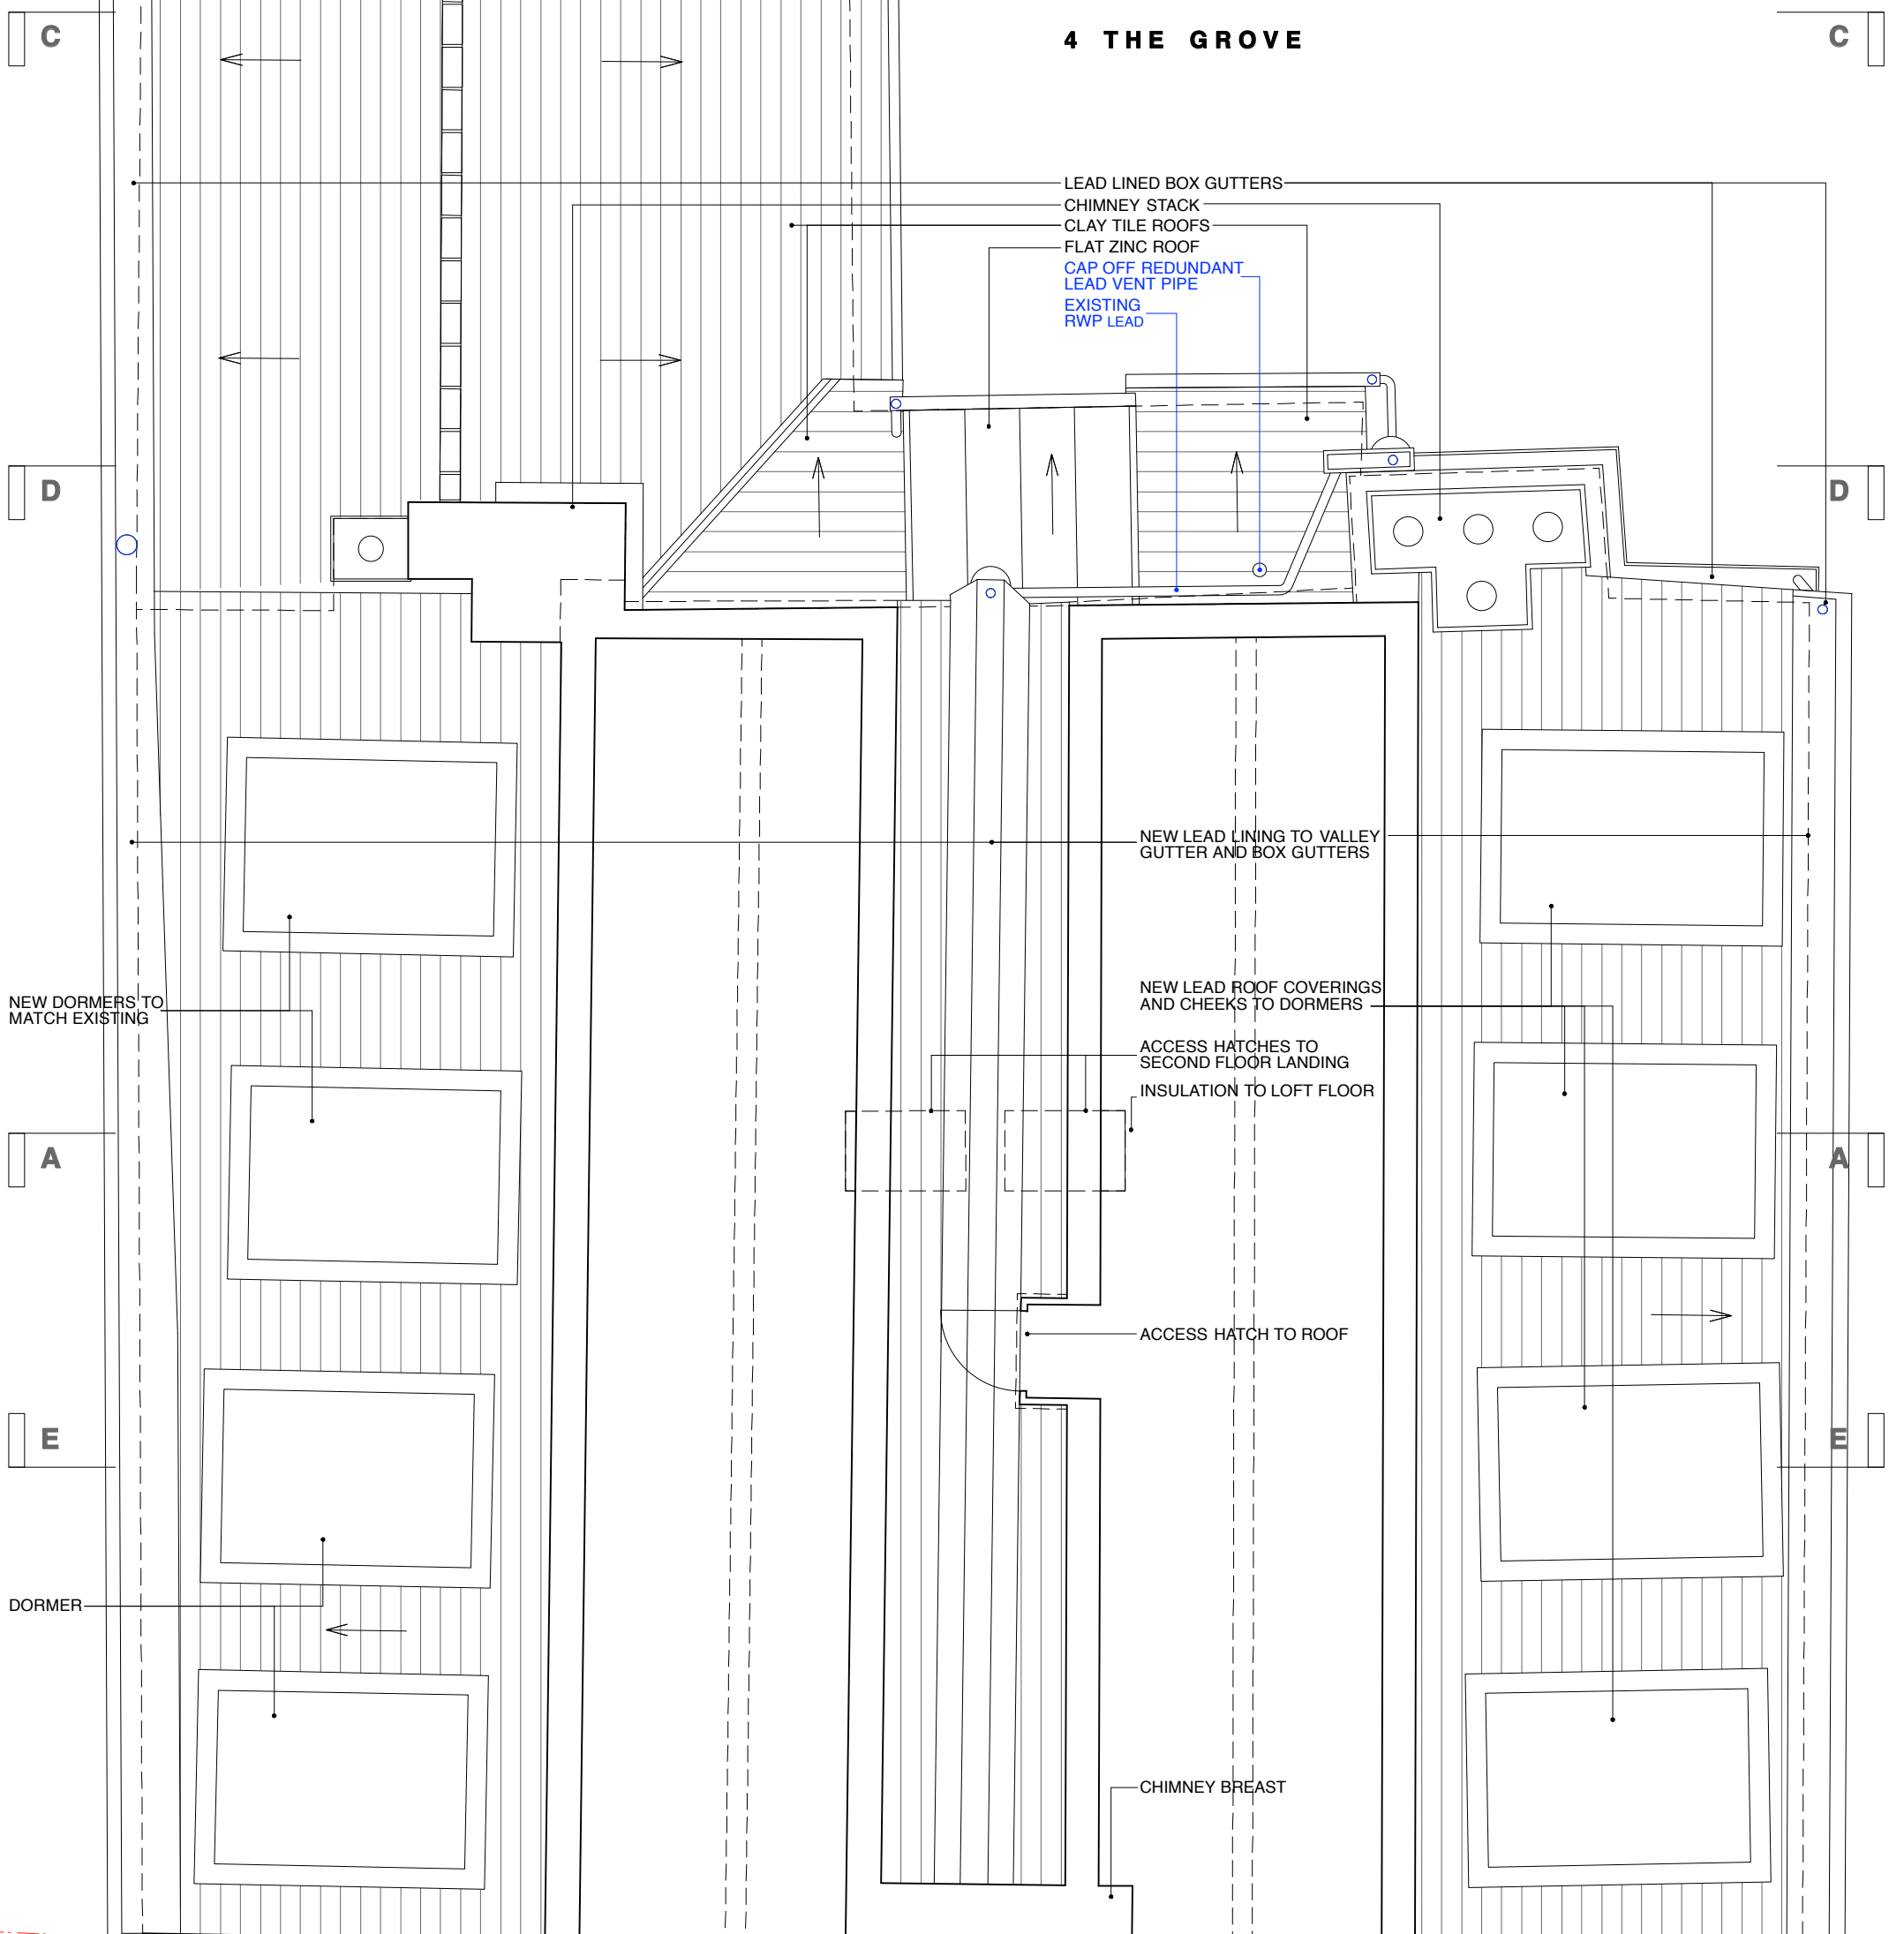 C
4 THE GROVE
C
LEAD LINED BOX GUTTERS
CHIMNEY STACK
CLAY TILE ROOFS
FLAT ZINC ROOF
CAP OFF REDUNDANT
LEAD VENT PIPE
EXISTING
RWP LEAD
D
D
NEW LEAD LINING TO VALLEY
GUTTER AND BOX GUTTERS
NEW DORMERS TO
MATCH EXISTING
NEW LEAD ROOF COVERINGS
AND CHEEKS TO DORMERS
ACCESS HATCHES TO
SECOND FLOOR LANDING
INSULATION TO LOFT FLOOR
A
A
ACCESS HATCH TO ROOF
E
E
DORMER
CHIMNEY BREAST